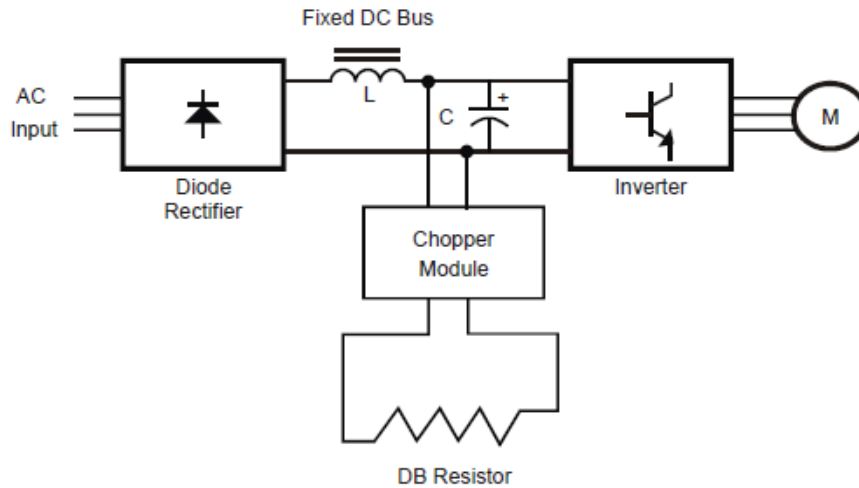 Fixed DC Bus
AC
Input
L
C
+
M
Diode
Rectifier
Inverter
Chopper
Module
DB Resistor